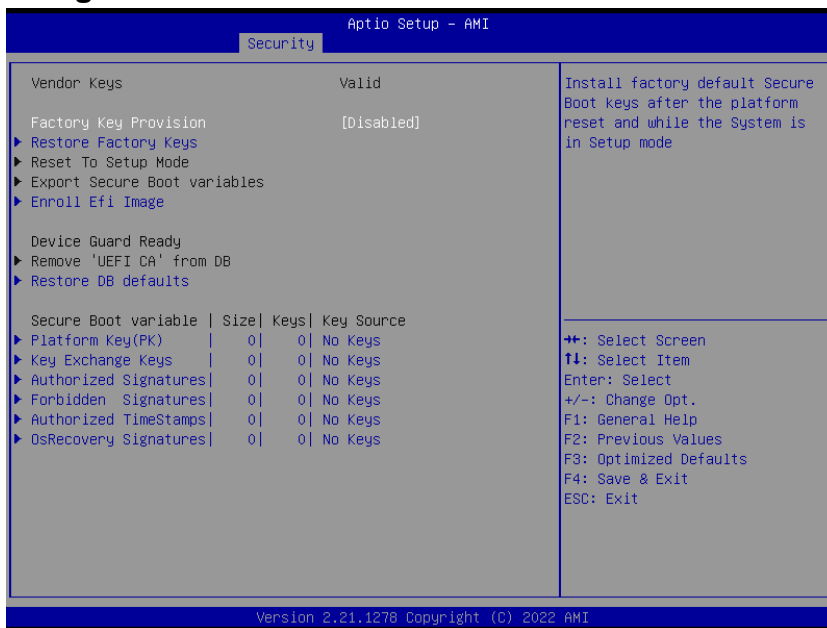 Aptio Setup – AMI
Security
Vendor Keys Valid
Factory Key Provision [Disabled]
Restore Factory Keys
Reset To Setup Mode
Export Secure Boot variables
Enroll Efi Image
Device Guard Ready
Remove 'UEFI CA' from DB
Restore DB defaults
Secure Boot variable | Size| Keys| Key Source
Platform Key(PK) | 0| 0| No Keys
Key Exchange Keys | 0| 0| No Keys
Authorized Signatures| 0| 0| No Keys
Forbidden Signatures| 0| 0| No Keys
Authorized TimeStamps| 0| 0| No Keys
OsRecovery Signatures| 0| 0| No Keys
Install factory default Secure
Boot keys after the platform
reset and while the System is
in Setup mode
→←: Select Screen
↑↓: Select Item
Enter: Select
+/-: Change Opt.
F1: General Help
F2: Previous Values
F3: Optimized Defaults
F4: Save & Exit
ESC: Exit
Version 2.21.1278 Copyright (C) 2022 AMI